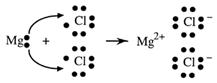 Cl Cl −
Mg + → Mg²⁺
Cl Cl −